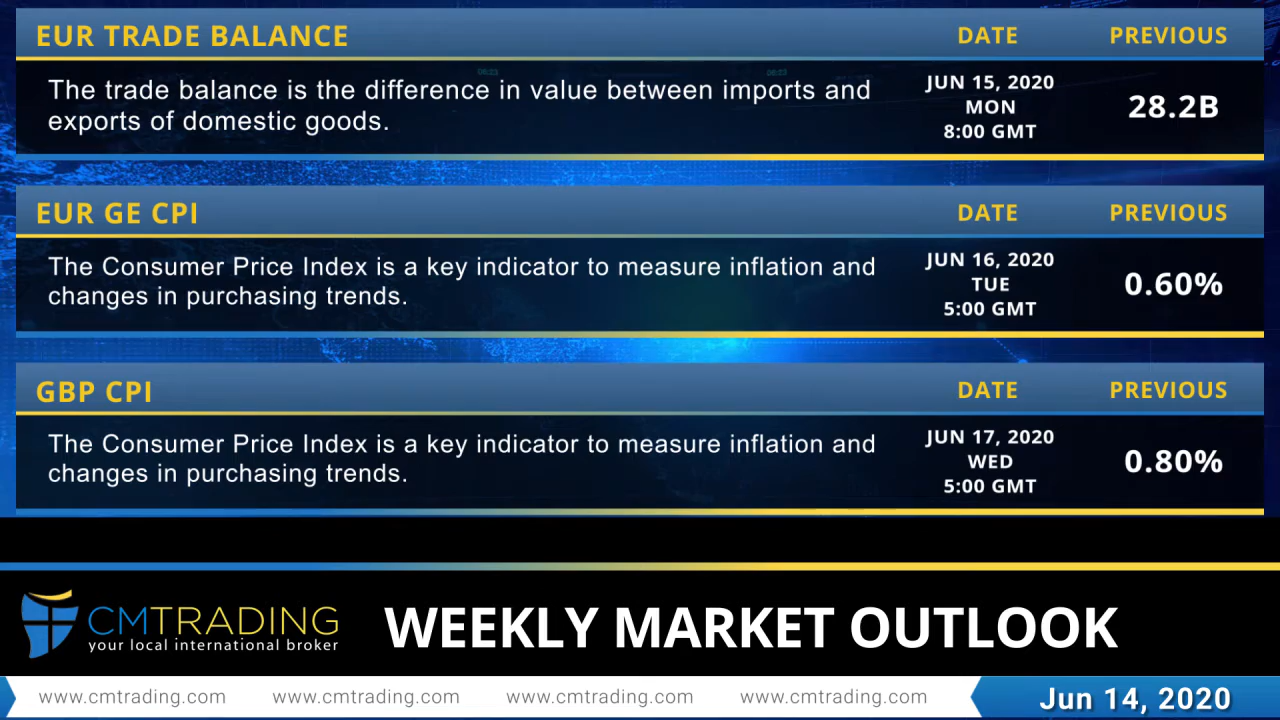 EUR TRADE BALANCE
DATE
PREVIOUS
The trade balance is the difference in value between imports and
exports of domestic goods.
JUN 15, 2020
MON
8:00 GMT
28.2B
EUR GE CPI
DATE
PREVIOUS
The Consumer Price Index is a key indicator to measure inflation and
changes in purchasing trends.
JUN 16, 2020
TUE
5:00 GMT
0.60%
GBP CPI
DATE
PREVIOUS
The Consumer Price Index is a key indicator to measure inflation and
changes in purchasing trends.
JUN 17, 2020
WED
5:00 GMT
0.80%
CMTRADING
your local international broker
WEEKLY MARKET OUTLOOK
www.cmtrading.com www.cmtrading.com www.cmtrading.com www.cmtrading.com
Jun 14, 2020